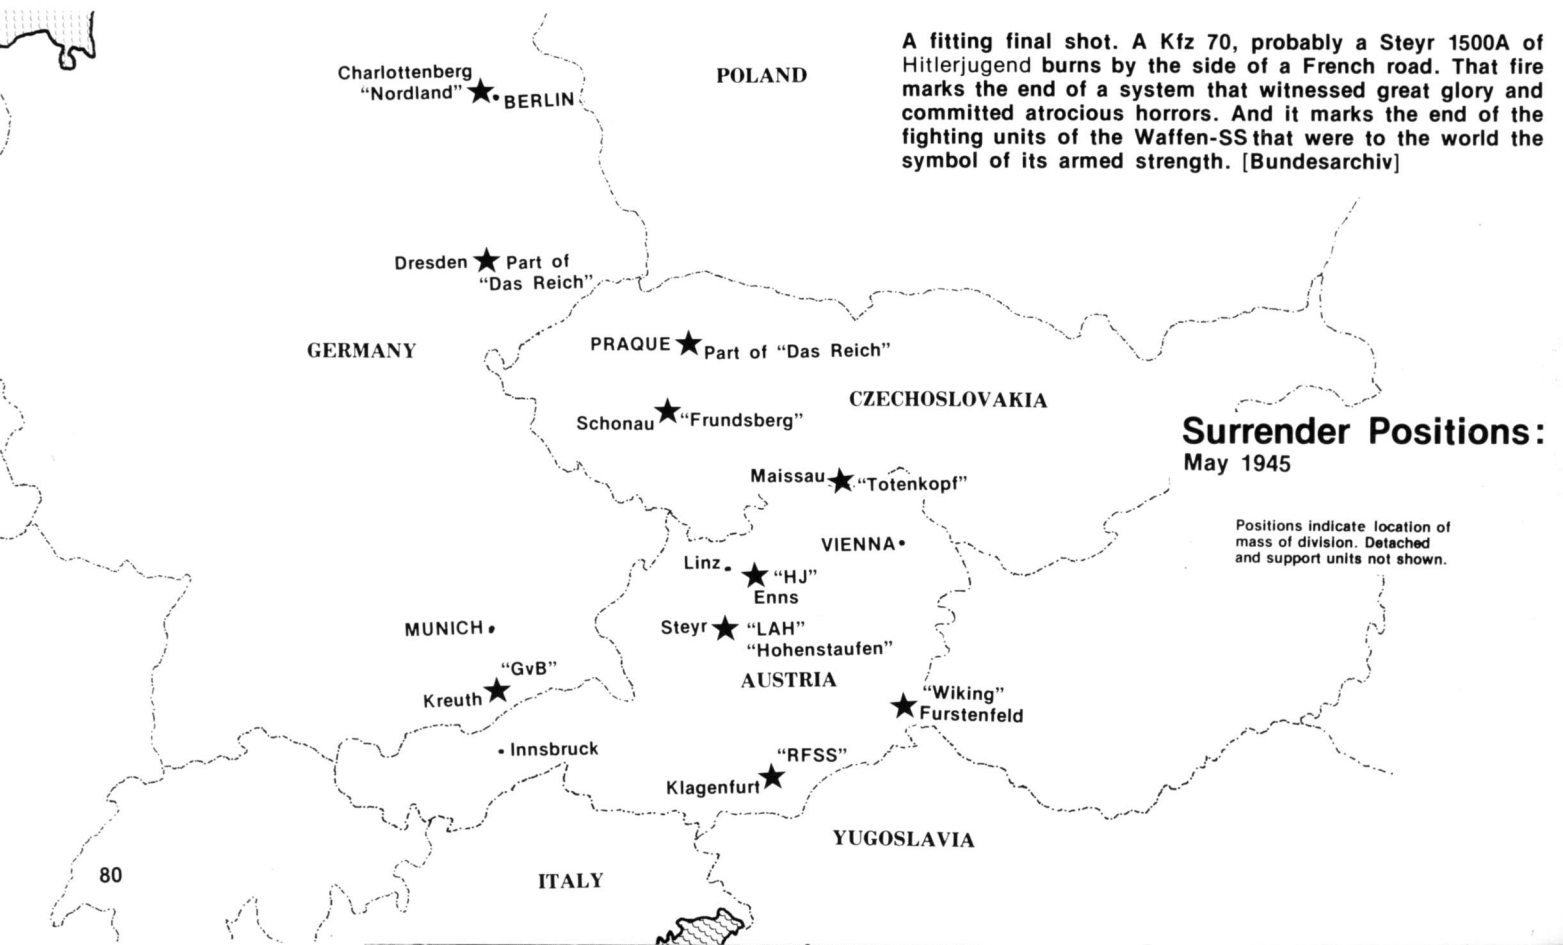 A fitting final shot. A Kfz 70, probably a Steyr 1500A of
Hitlerjugend burns by the side of a French road. That fire
marks the end of a system that witnessed great glory and
committed atrocious horrors. And it marks the end of the
fighting units of the Waffen-SS that were to the world the
symbol of its armed strength. [Bundesarchiv]
Charlottenberg
“Nordland”
BERLIN
POLAND
Dresden
Part of
“Das Reich”
GERMANY
PRAQUE
Part of “Das Reich”
CZECHOSLOVAKIA
Schonau
“Frundsberg”
Surrender Positions:
May 1945
Maissau
“Totenkopf”
Positions indicate location of
mass of division. Detached
and support units not shown.
VIENNA
Linz
“HJ”
Enns
MUNICH
Steyr
“LAH”
“Hohenstaufen”
“GvB”
Kreuth
AUSTRIA
“Wiking”
Furstenfeld
Innsbruck
“RFSS”
Klagenfurt
YUGOSLAVIA
80
ITALY